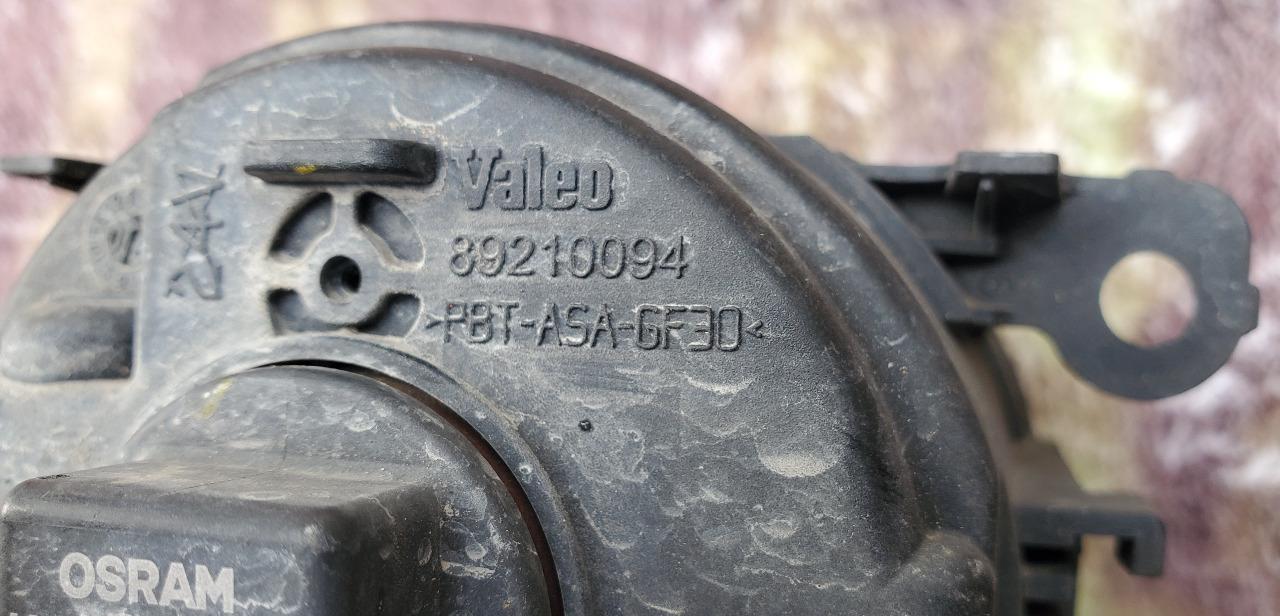 Valeo
89210094
>PBT-ASA-GF30<
OSRAM